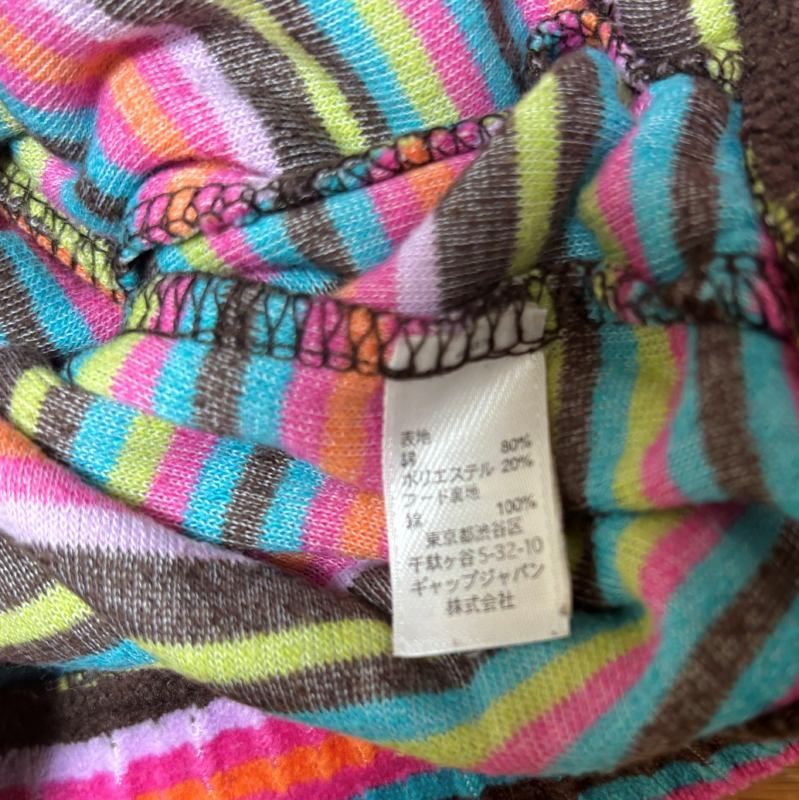 表地
綿 80%
ポリエステル 20%
フード裏地
綿 100%
東京都渋谷区
千駄ヶ谷5-32-10
ギャップジャパン
株式会社